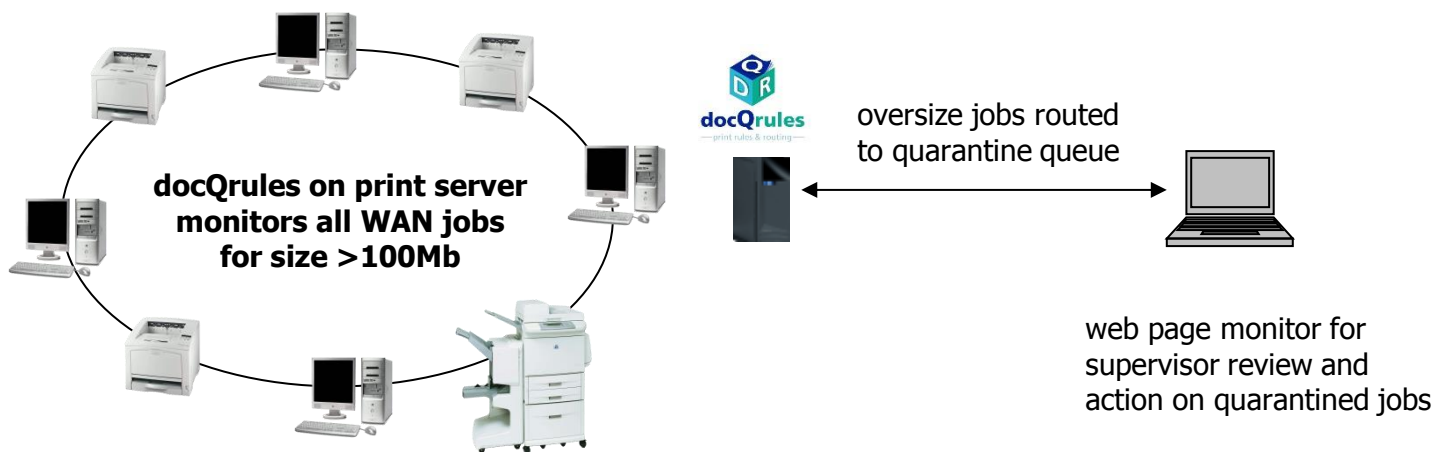 docQrules on print server
monitors all WAN jobs
for size >100Mb
Q
D R
docQrules
print rules & routing
oversize jobs routed
to quarantine queue
web page monitor for
supervisor review and
action on quarantined jobs